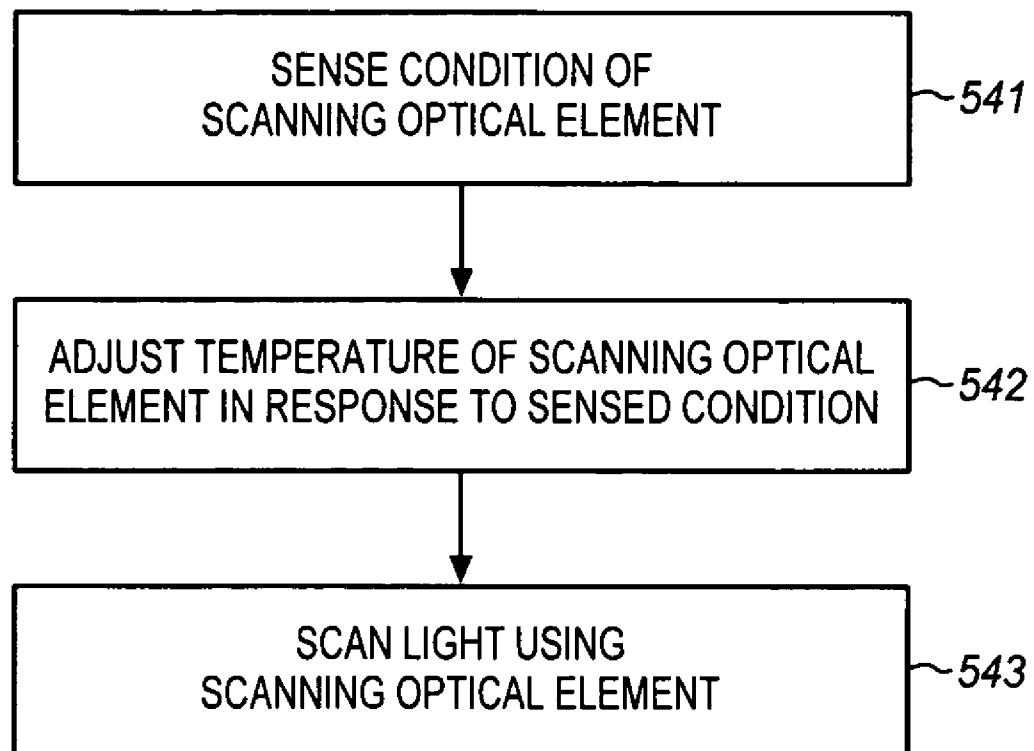 SENSE CONDITION OF
SCANNING OPTICAL ELEMENT
541
ADJUST TEMPERATURE OF SCANNING OPTICAL
ELEMENT IN RESPONSE TO SENSED CONDITION
542
SCAN LIGHT USING
SCANNING OPTICAL ELEMENT
543